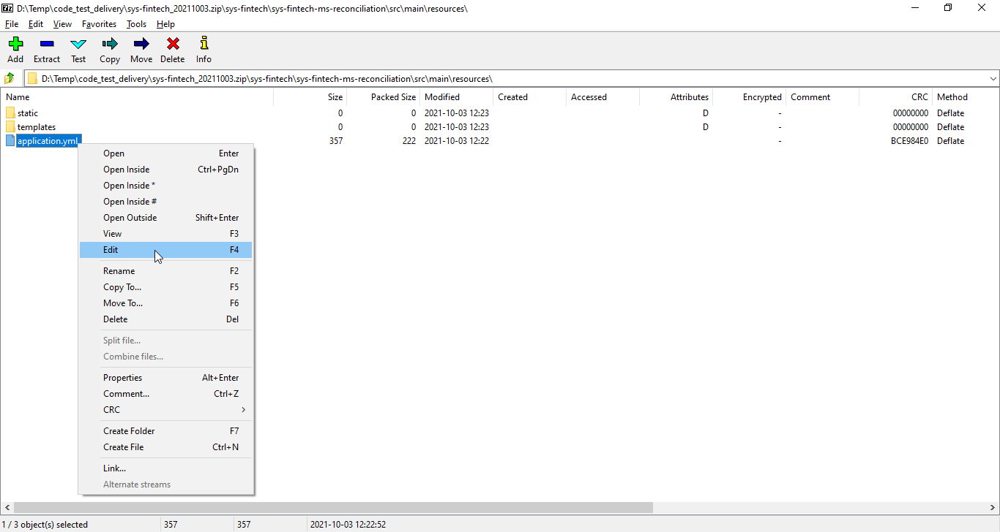 D:\Temp\code_test_delivery\sys-fintech_20211003.zip\sys-fintech\sys-fintech-ms-reconciliation\src\main\resources\
File Edit View Favorites Tools Help
Add Extract Test Copy Move Delete Info
D:\Temp\code_test_delivery\sys-fintech_20211003.zip\sys-fintech\sys-fintech-ms-reconciliation\src\main\resources\
Name Size Packed Size Modified Created Accessed Attributes Encrypted Comment CRC Method
static 0 0 2021-10-03 12:23 D - 00000000 Deflate
templates 0 0 2021-10-03 12:23 D - 00000000 Deflate
application.yml 357 222 2021-10-03 12:22 - BCE984E0 Deflate
Open Enter
Open Inside Ctrl+PgDn
Open Inside *
Open Inside #
Open Outside Shift+Enter
View F3
Edit F4
Rename F2
Copy To... F5
Move To... F6
Delete Del
Split file...
Combine files...
Properties Alt+Enter
Comment... Ctrl+Z
CRC >
Create Folder F7
Create File Ctrl+N
Link...
Alternate streams
1 / 3 object(s) selected 357 357 2021-10-03 12:22:52